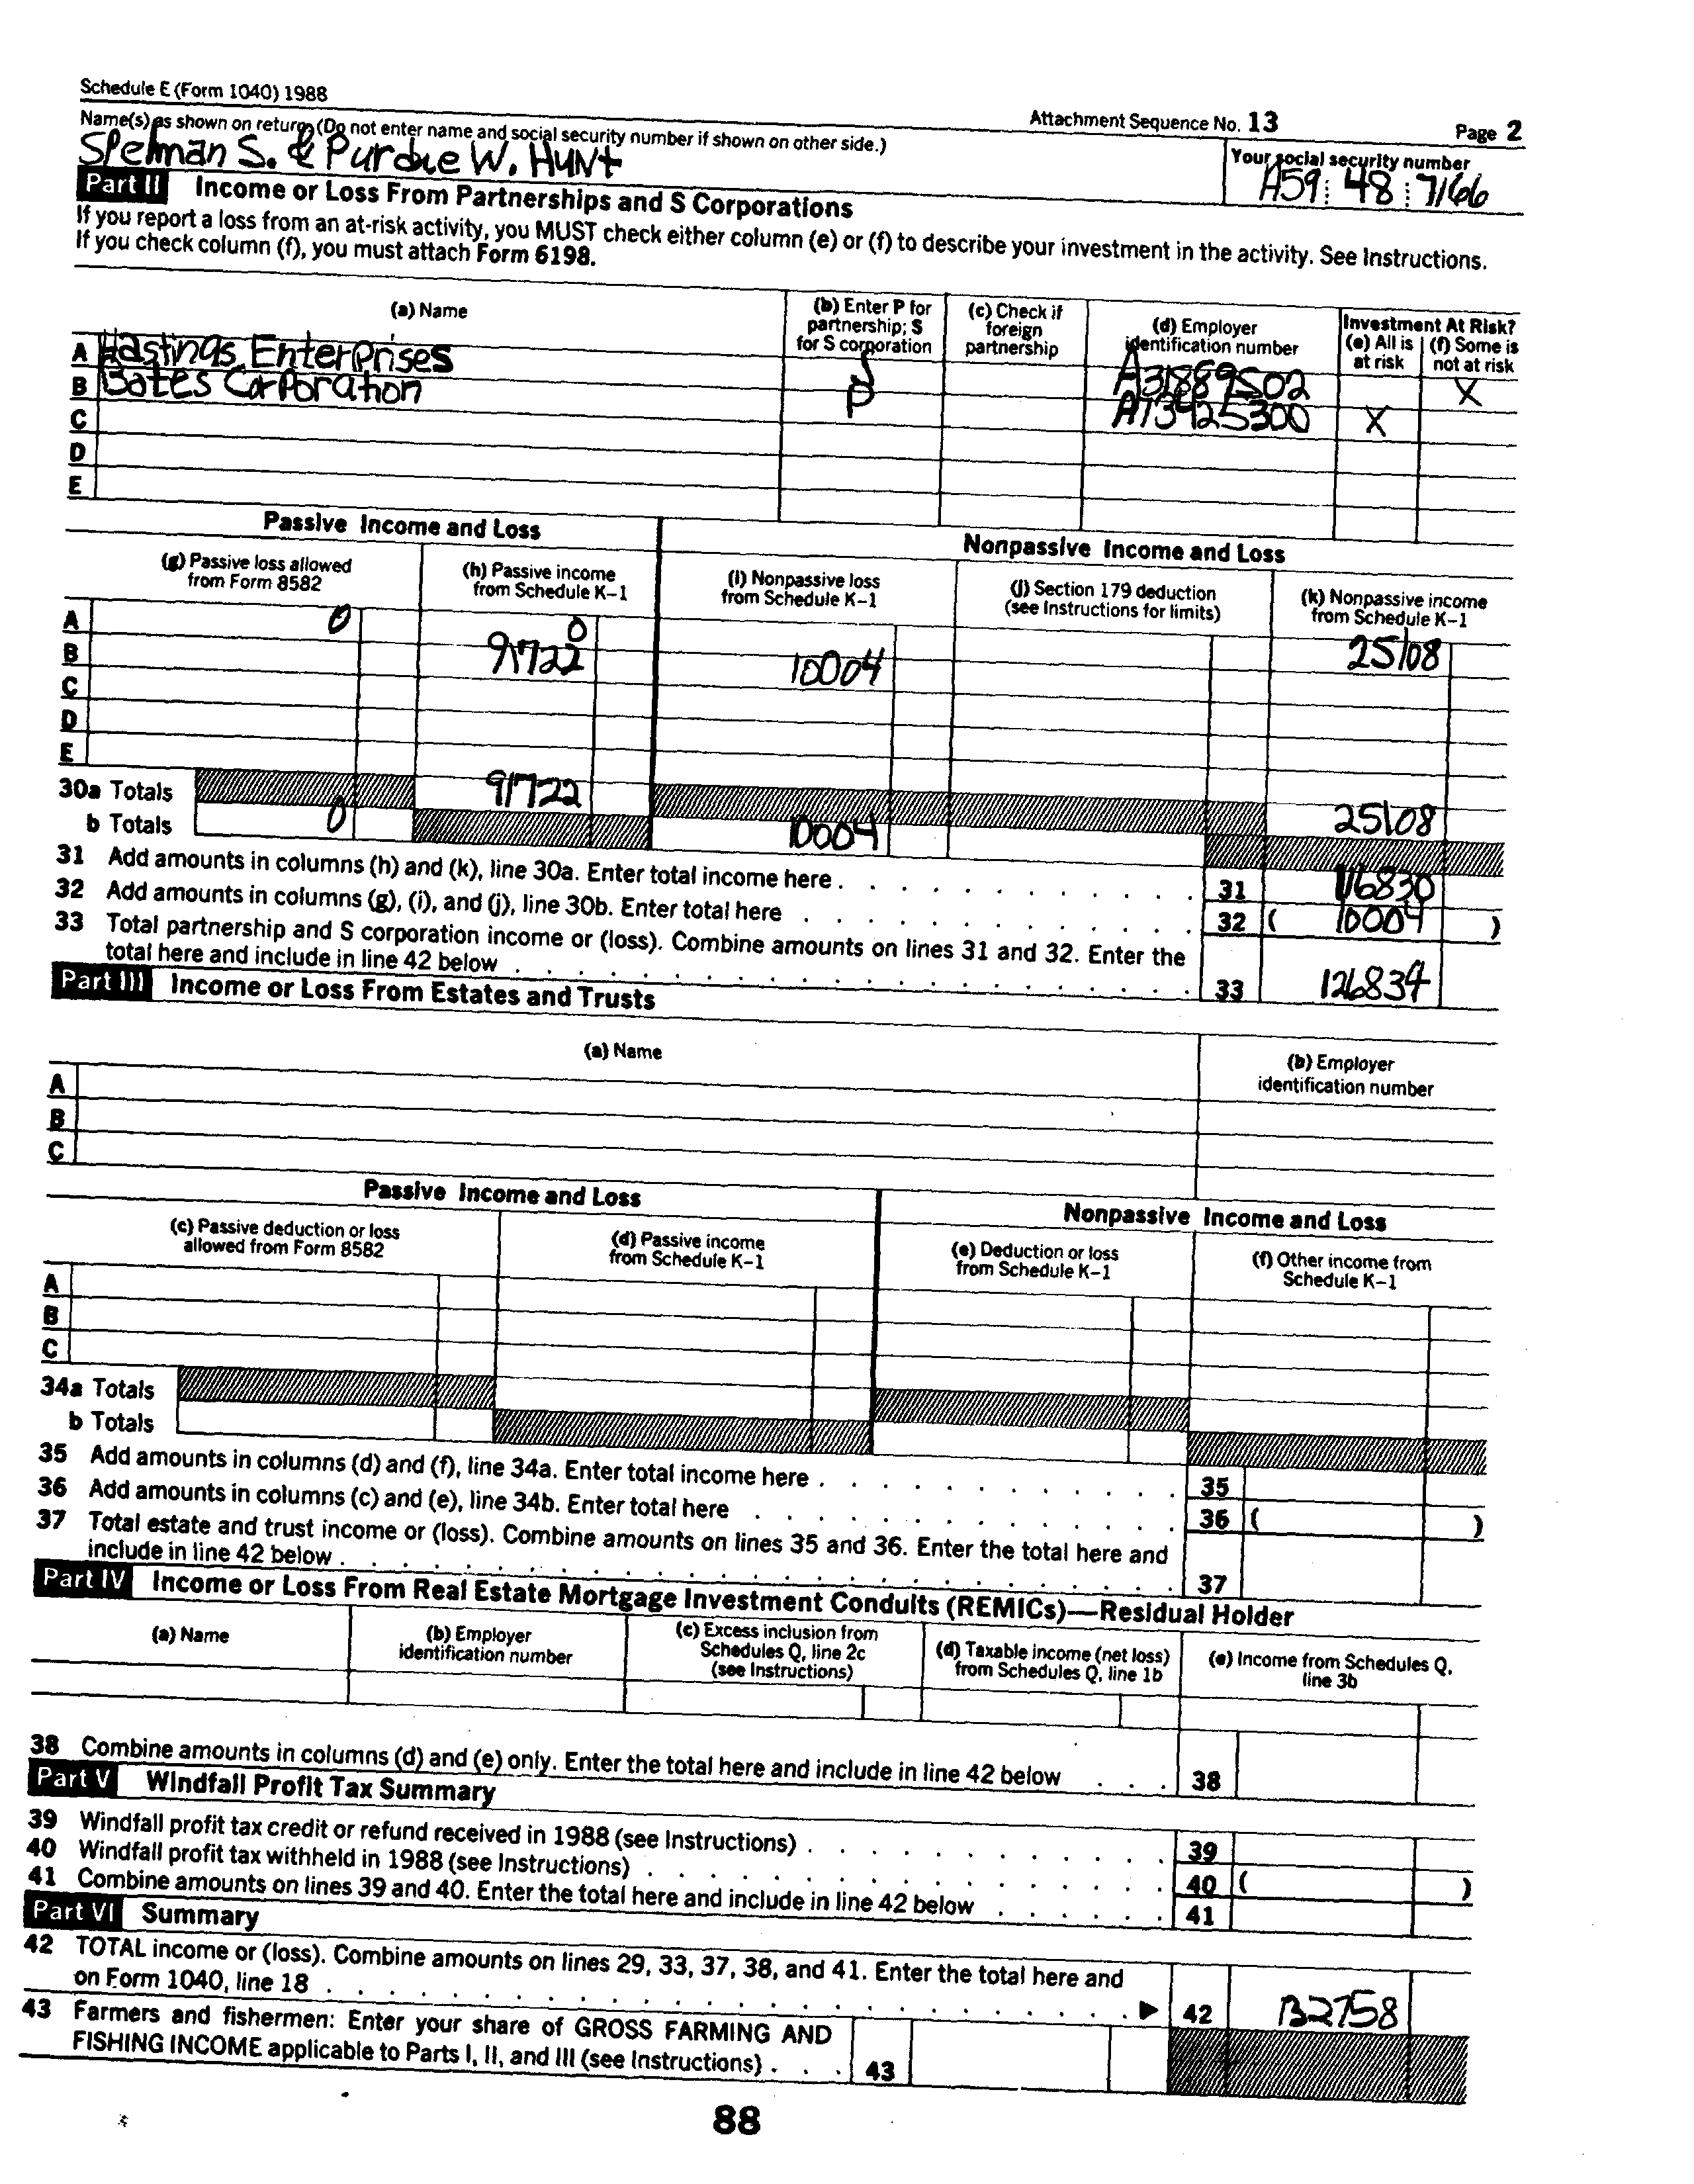 Schedule E (Form 1040) 1988
Attachment Sequence No. 13
Page 2
Name(s) as shown on return (Do not enter name and social security number if shown on other side.)
Your social security number
Spelman S. & Purdue W. Hunt
A59 48 7166
Part II Income or Loss From Partnerships and S Corporations
If you report a loss from an at-risk activity, you MUST check either column (e) or (f) to describe your investment in the activity. See Instructions.
If you check column (f), you must attach Form 6198.
(a) Name
(b) Enter P for partnership; S for S corporation
(c) Check if foreign partnership
(d) Employer identification number
Investment At Risk?
(e) All is at risk
(f) Some is not at risk
A Hastings Enterprises S A31889502 X
B Bates Corporation P A13425300 X
C
D
E
Passive Income and Loss
Nonpassive Income and Loss
(g) Passive loss allowed from Form 8582
(h) Passive income from Schedule K-1
(i) Nonpassive loss from Schedule K-1
(j) Section 179 deduction (see Instructions for limits)
(k) Nonpassive income from Schedule K-1
A 0 0 25108
B 91722 10004
C
D
E
30a Totals 91722 25108
b Totals 0 10004
31 Add amounts in columns (h) and (k), line 30a. Enter total income here . 31 116830
32 Add amounts in columns (g), (i), and (j), line 30b. Enter total here 32 ( 10004 )
33 Total partnership and S corporation income or (loss). Combine amounts on lines 31 and 32. Enter the
total here and include in line 42 below 33 126834
Part III Income or Loss From Estates and Trusts
(a) Name
(b) Employer identification number
A
B
C
Passive Income and Loss
Nonpassive Income and Loss
(c) Passive deduction or loss allowed from Form 8582
(d) Passive income from Schedule K-1
(e) Deduction or loss from Schedule K-1
(f) Other income from Schedule K-1
A
B
C
34a Totals
b Totals
35 Add amounts in columns (d) and (f), line 34a. Enter total income here . 35
36 Add amounts in columns (c) and (e), line 34b. Enter total here 36 ( )
37 Total estate and trust income or (loss). Combine amounts on lines 35 and 36. Enter the total here and
include in line 42 below . 37
Part IV Income or Loss From Real Estate Mortgage Investment Conduits (REMICs)—Residual Holder
(a) Name
(b) Employer identification number
(c) Excess inclusion from Schedules Q, line 2c (see Instructions)
(d) Taxable income (net loss) from Schedules Q, line 1b
(e) Income from Schedules Q, line 3b
38 Combine amounts in columns (d) and (e) only. Enter the total here and include in line 42 below 38
Part V Windfall Profit Tax Summary
39 Windfall profit tax credit or refund received in 1988 (see Instructions) . 39
40 Windfall profit tax withheld in 1988 (see Instructions) . 40 ( )
41 Combine amounts on lines 39 and 40. Enter the total here and include in line 42 below 41
Part VI Summary
42 TOTAL income or (loss). Combine amounts on lines 29, 33, 37, 38, and 41. Enter the total here and
on Form 1040, line 18 42 132758
43 Farmers and fishermen: Enter your share of GROSS FARMING AND
FISHING INCOME applicable to Parts I, II, and III (see Instructions) . 43
88